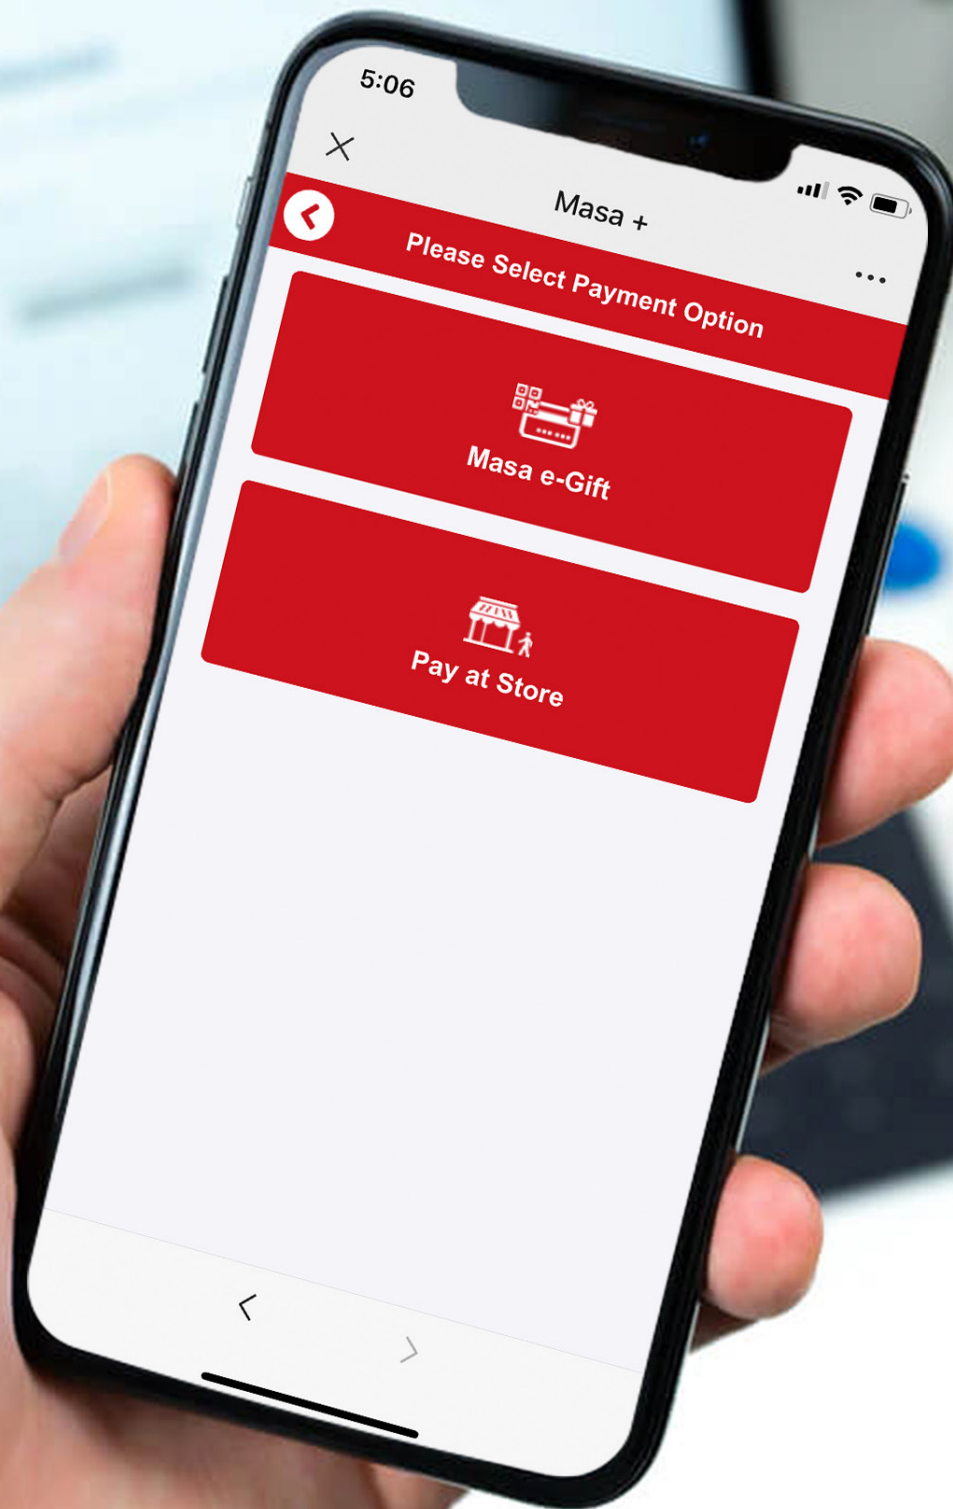 5:06
Masa +
Please Select Payment Option
Masa e-Gift
Pay at Store